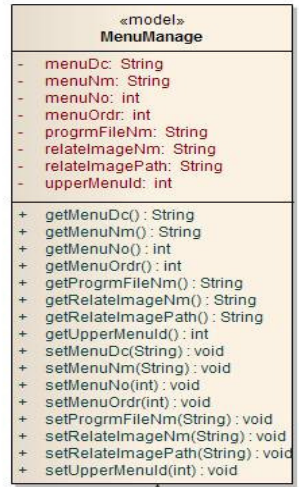 «model»
MenuManage
- menuDc: String
- menuNm: String
- menuNo: int
- menuOrdr: int
- progrmFileNm: String
- relateImageNm: String
- relateImagePath: String
- upperMenuId: int
+ getMenuDc() : String
+ getMenuNm() : String
+ getMenuNo() : int
+ getMenuOrdr() : int
+ getProgrmFileNm() : String
+ getRelateImageNm() : String
+ getRelateImagePath() : String
+ getUpperMenuId() : int
+ setMenuDc(String) : void
+ setMenuNm(String) : void
+ setMenuNo(int) : void
+ setMenuOrdr(int) : void
+ setProgrmFileNm(String) : void
+ setRelateImageNm(String) : void
+ setRelateImagePath(String) : void
+ setUpperMenuId(int) : void